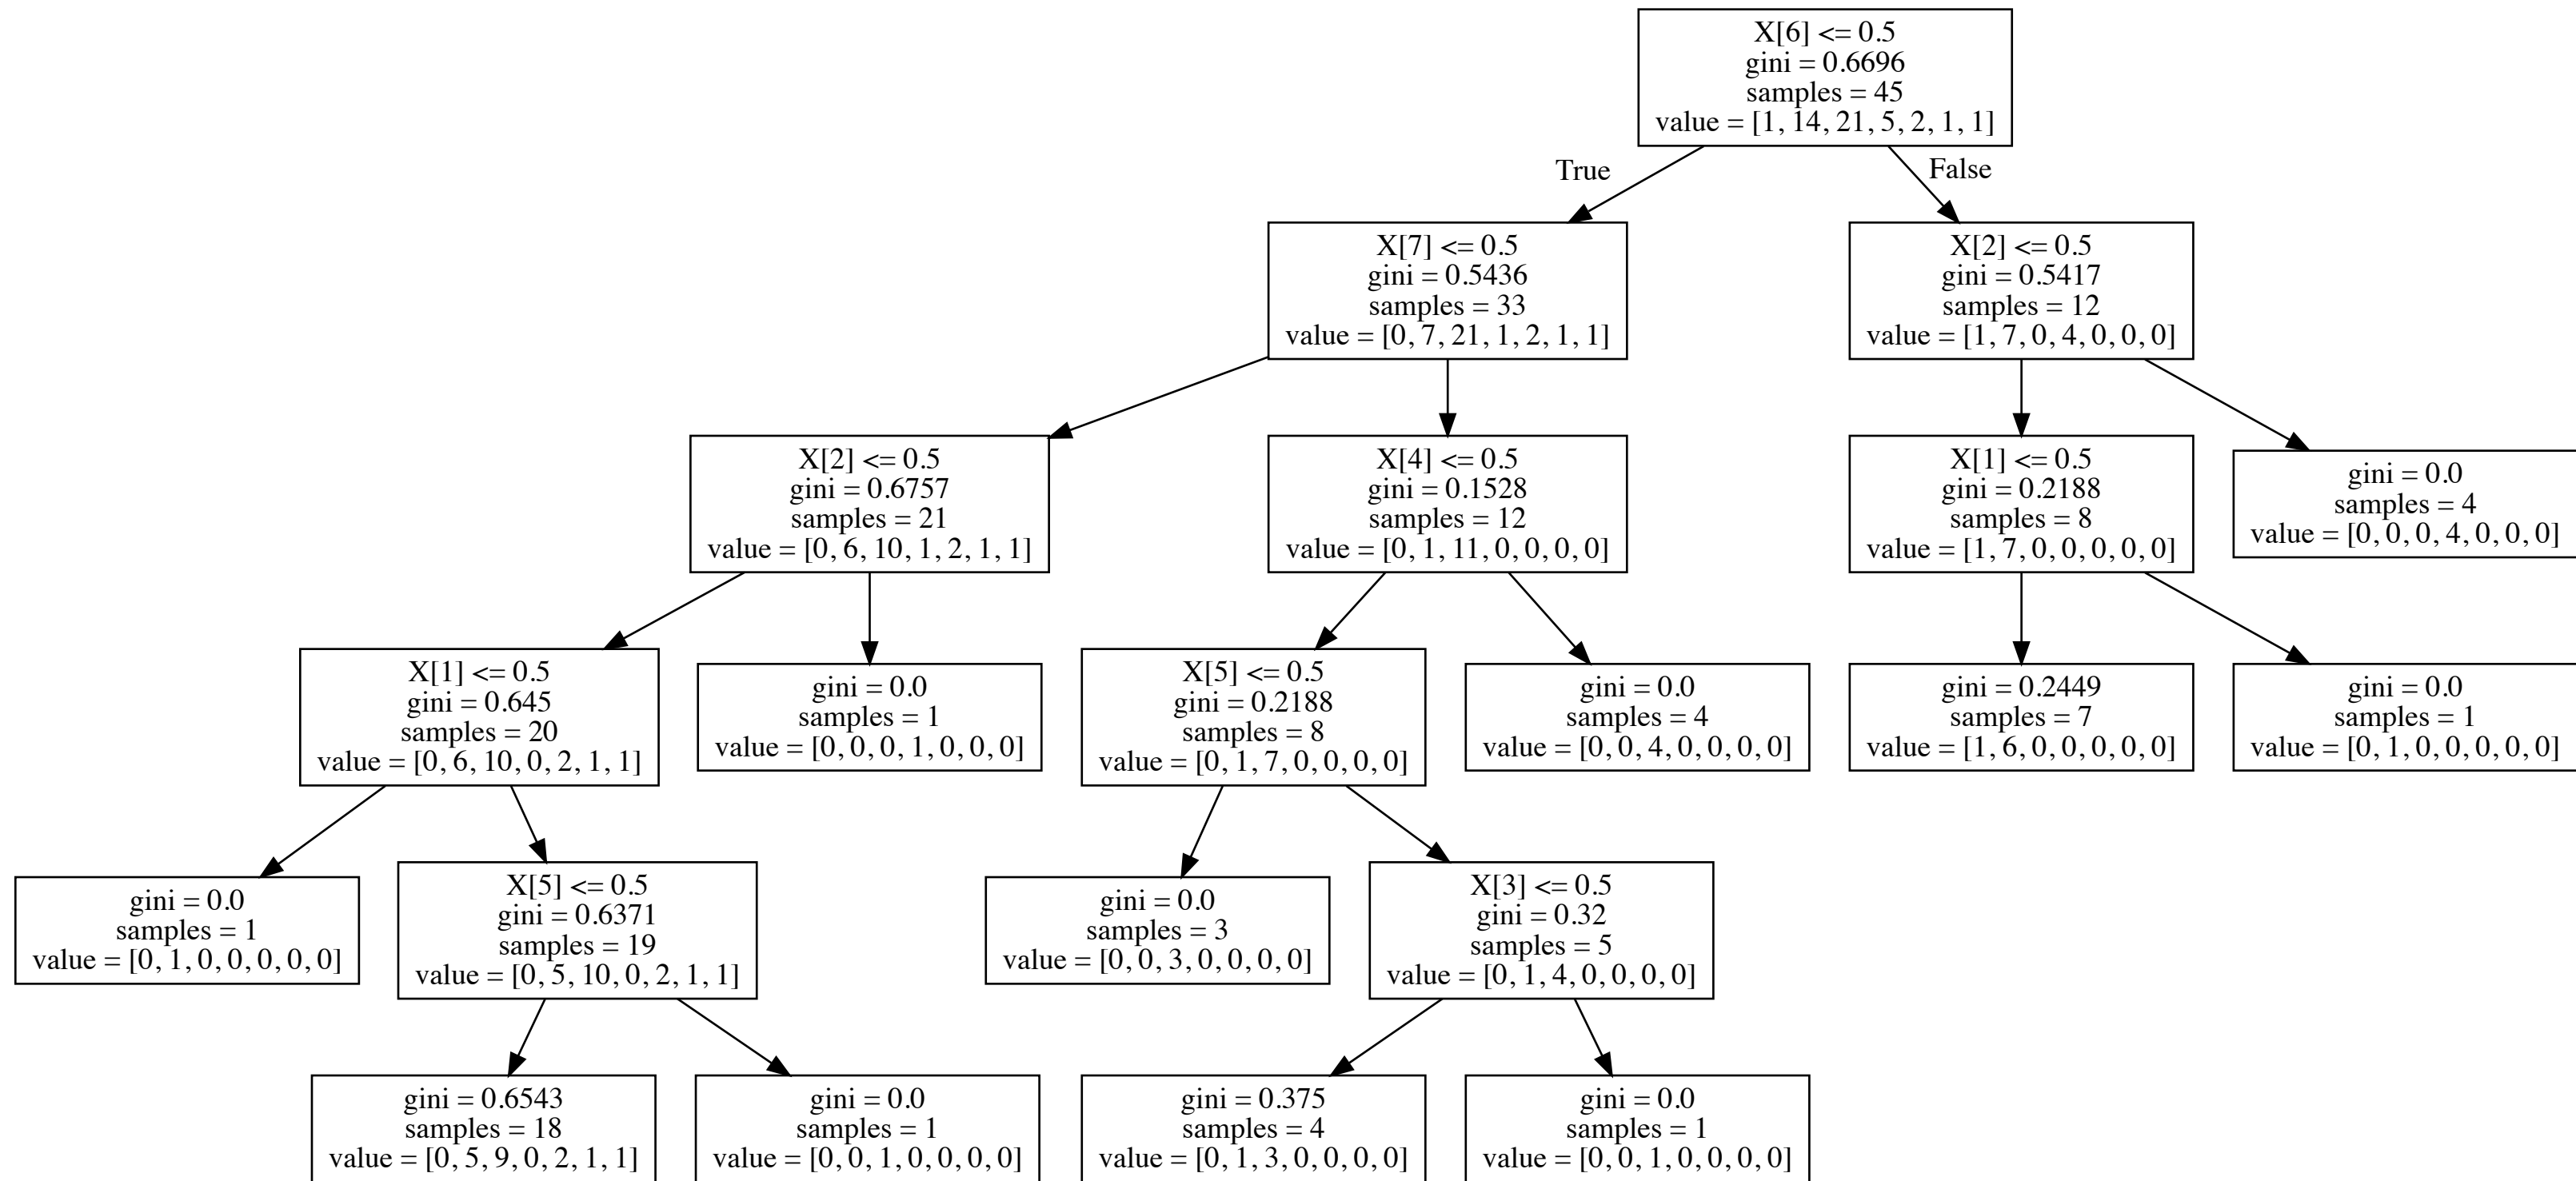 X[6] <= 0.5
gini = 0.6696
samples = 45
value = [1, 14, 21, 5, 2, 1, 1]
True
False
X[7] <= 0.5
gini = 0.5436
samples = 33
value = [0, 7, 21, 1, 2, 1, 1]
X[2] <= 0.5
gini = 0.5417
samples = 12
value = [1, 7, 0, 4, 0, 0, 0]
X[2] <= 0.5
gini = 0.6757
samples = 21
value = [0, 6, 10, 1, 2, 1, 1]
X[4] <= 0.5
gini = 0.1528
samples = 12
value = [0, 1, 11, 0, 0, 0, 0]
X[1] <= 0.5
gini = 0.2188
samples = 8
value = [1, 7, 0, 0, 0, 0, 0]
gini = 0.0
samples = 4
value = [0, 0, 0, 4, 0, 0, 0]
X[1] <= 0.5
gini = 0.645
samples = 20
value = [0, 6, 10, 0, 2, 1, 1]
gini = 0.0
samples = 1
value = [0, 0, 0, 1, 0, 0, 0]
X[5] <= 0.5
gini = 0.2188
samples = 8
value = [0, 1, 7, 0, 0, 0, 0]
gini = 0.0
samples = 4
value = [0, 0, 4, 0, 0, 0, 0]
gini = 0.2449
samples = 7
value = [1, 6, 0, 0, 0, 0, 0]
gini = 0.0
samples = 1
value = [0, 1, 0, 0, 0, 0, 0]
gini = 0.0
samples = 1
value = [0, 1, 0, 0, 0, 0, 0]
X[5] <= 0.5
gini = 0.6371
samples = 19
value = [0, 5, 10, 0, 2, 1, 1]
gini = 0.0
samples = 3
value = [0, 0, 3, 0, 0, 0, 0]
X[3] <= 0.5
gini = 0.32
samples = 5
value = [0, 1, 4, 0, 0, 0, 0]
gini = 0.6543
samples = 18
value = [0, 5, 9, 0, 2, 1, 1]
gini = 0.0
samples = 1
value = [0, 0, 1, 0, 0, 0, 0]
gini = 0.375
samples = 4
value = [0, 1, 3, 0, 0, 0, 0]
gini = 0.0
samples = 1
value = [0, 0, 1, 0, 0, 0, 0]